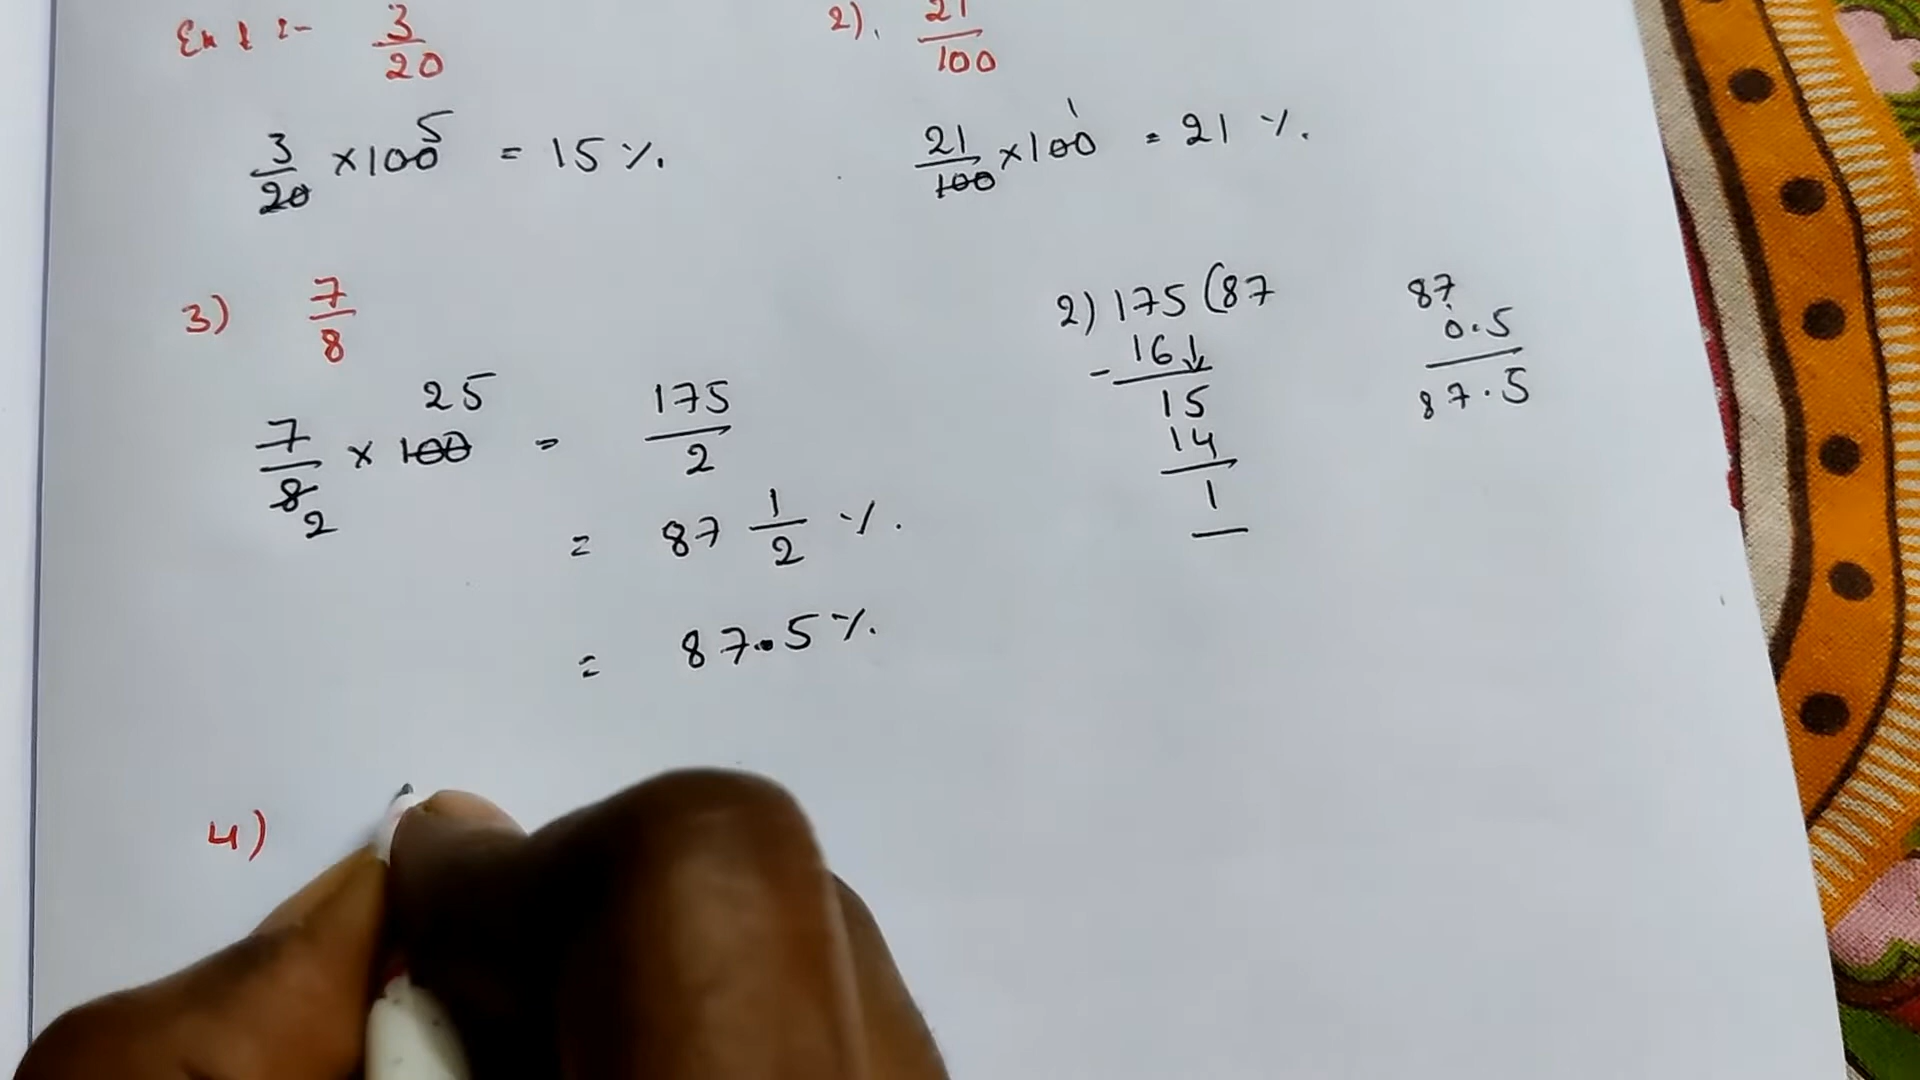 Ex 1 :- 3/20
2). 21/100
3/20 × 100 5 = 15 %.
21/100 × 100 1 = 21 %.
3) 7/8
7/8 2 × 100 25 = 175/2
= 87 1/2 %.
= 87.5 %.
2) 175 (87
- 16↓
15
14
1
87
0.5
87.5
4)